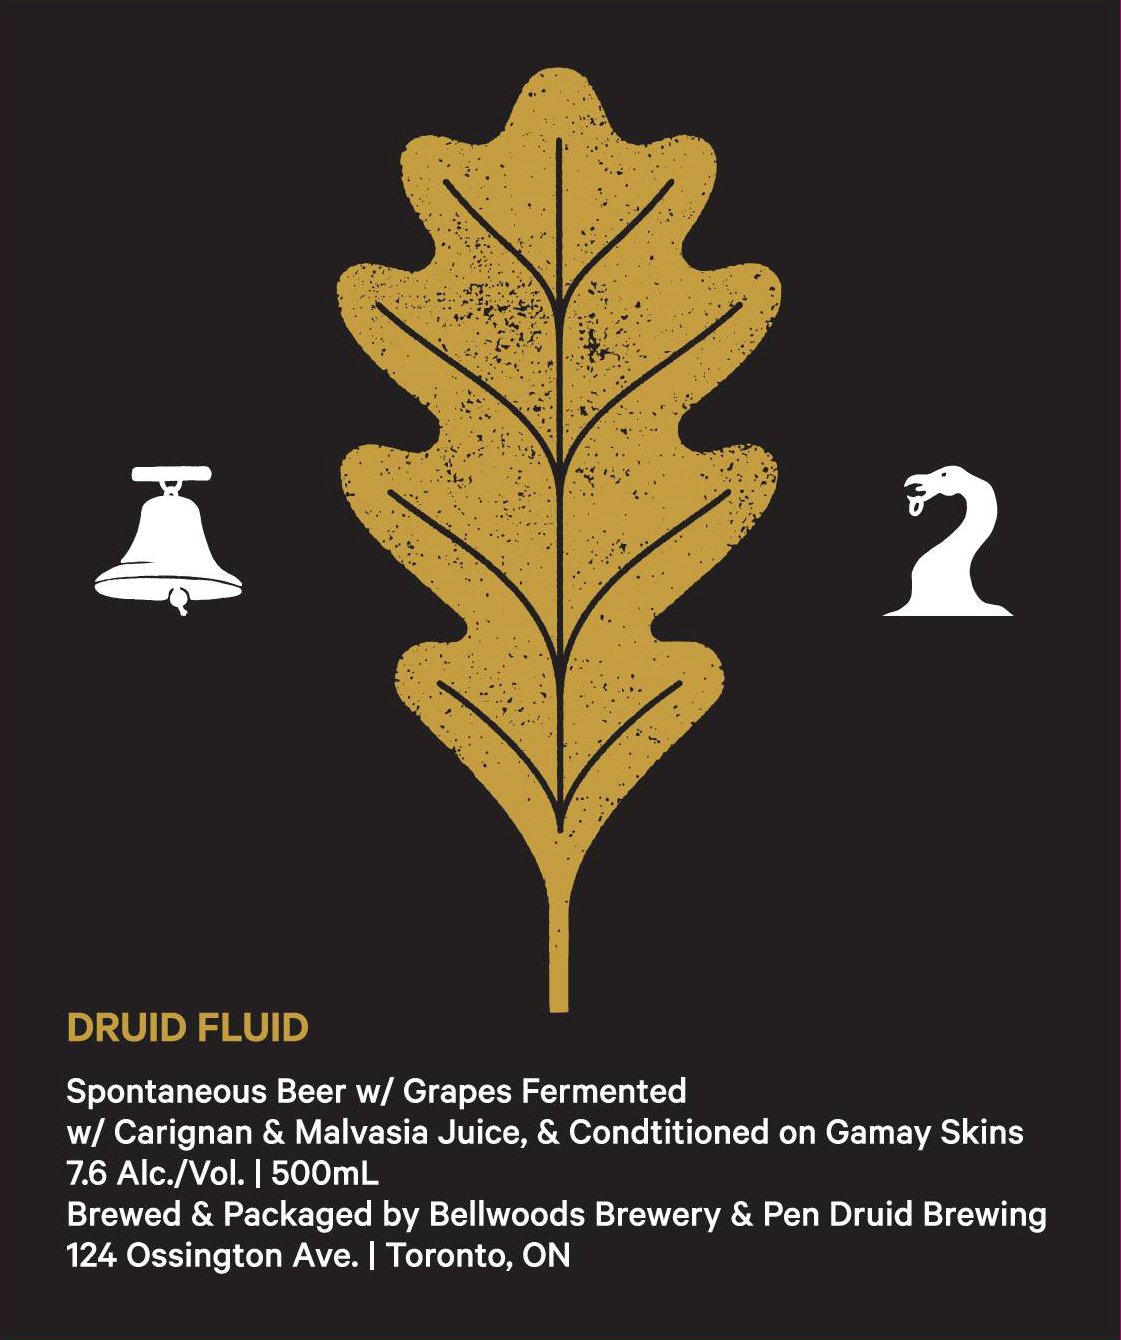 DRUID FLUID
Spontaneous Beer w/ Grapes Fermented
w/ Carignan & Malvasia Juice, & Condtitioned on Gamay Skins
7.6 Alc./Vol. | 500mL
Brewed & Packaged by Bellwoods Brewery & Pen Druid Brewing
124 Ossington Ave. | Toronto, ON